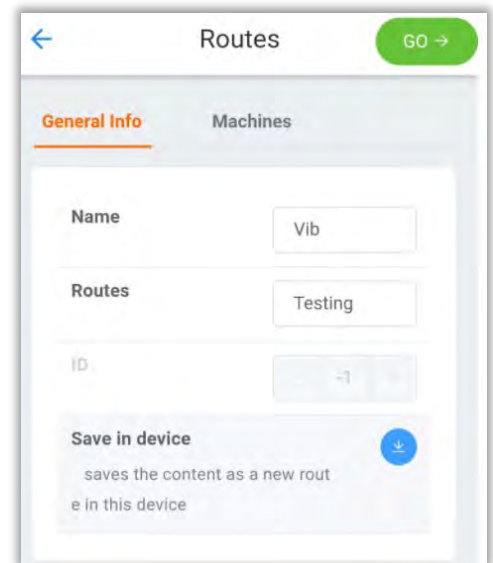 Routes
GO →
General Info
Machines
Name
Vib
Routes
Testing
ID
-1
Save in device
saves the content as a new rout
e in this device